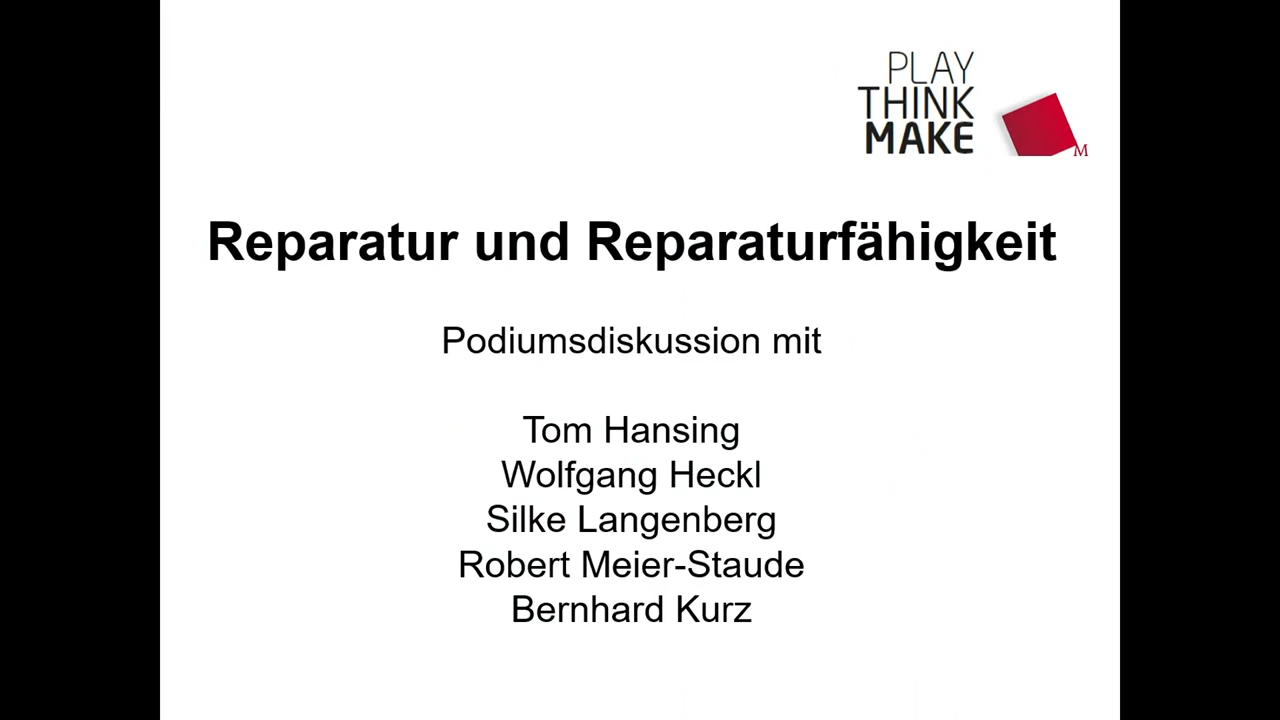 PLAY
THINK
MAKE
M
Reparatur und Reparaturfähigkeit
Podiumsdiskussion mit
Tom Hansing
Wolfgang Heckl
Silke Langenberg
Robert Meier-Staude
Bernhard Kurz